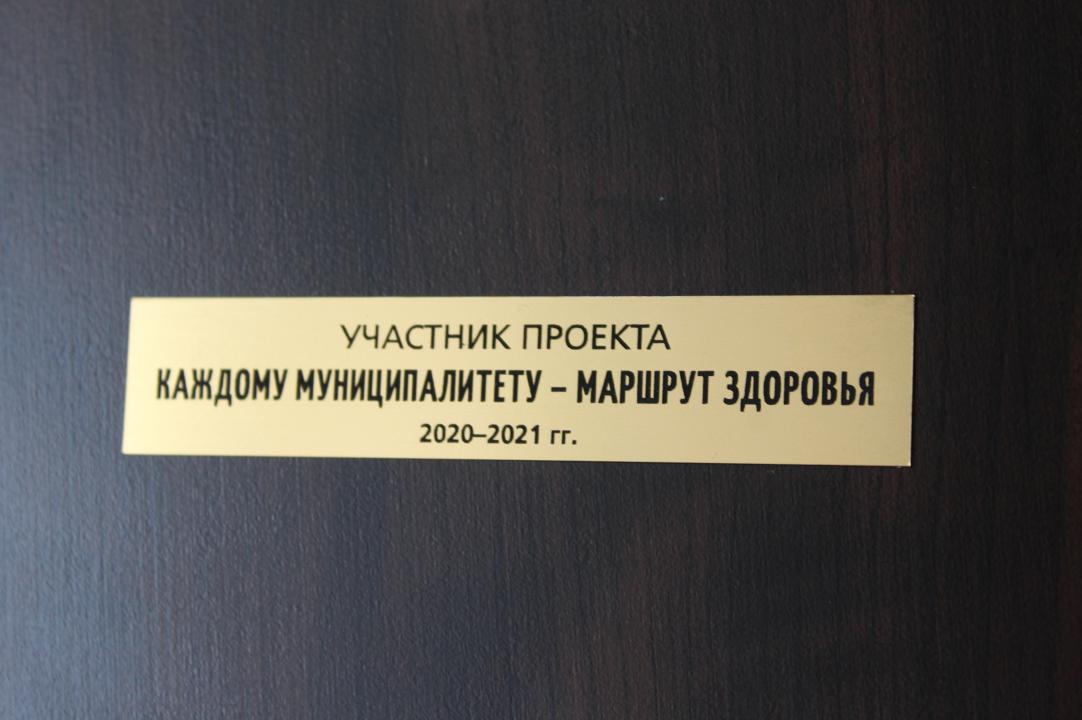 УЧАСТНИК ПРОЕКТА
КАЖДОМУ МУНИЦИПАЛИТЕТУ – МАРШРУТ ЗДОРОВЬЯ
2020–2021 гг.